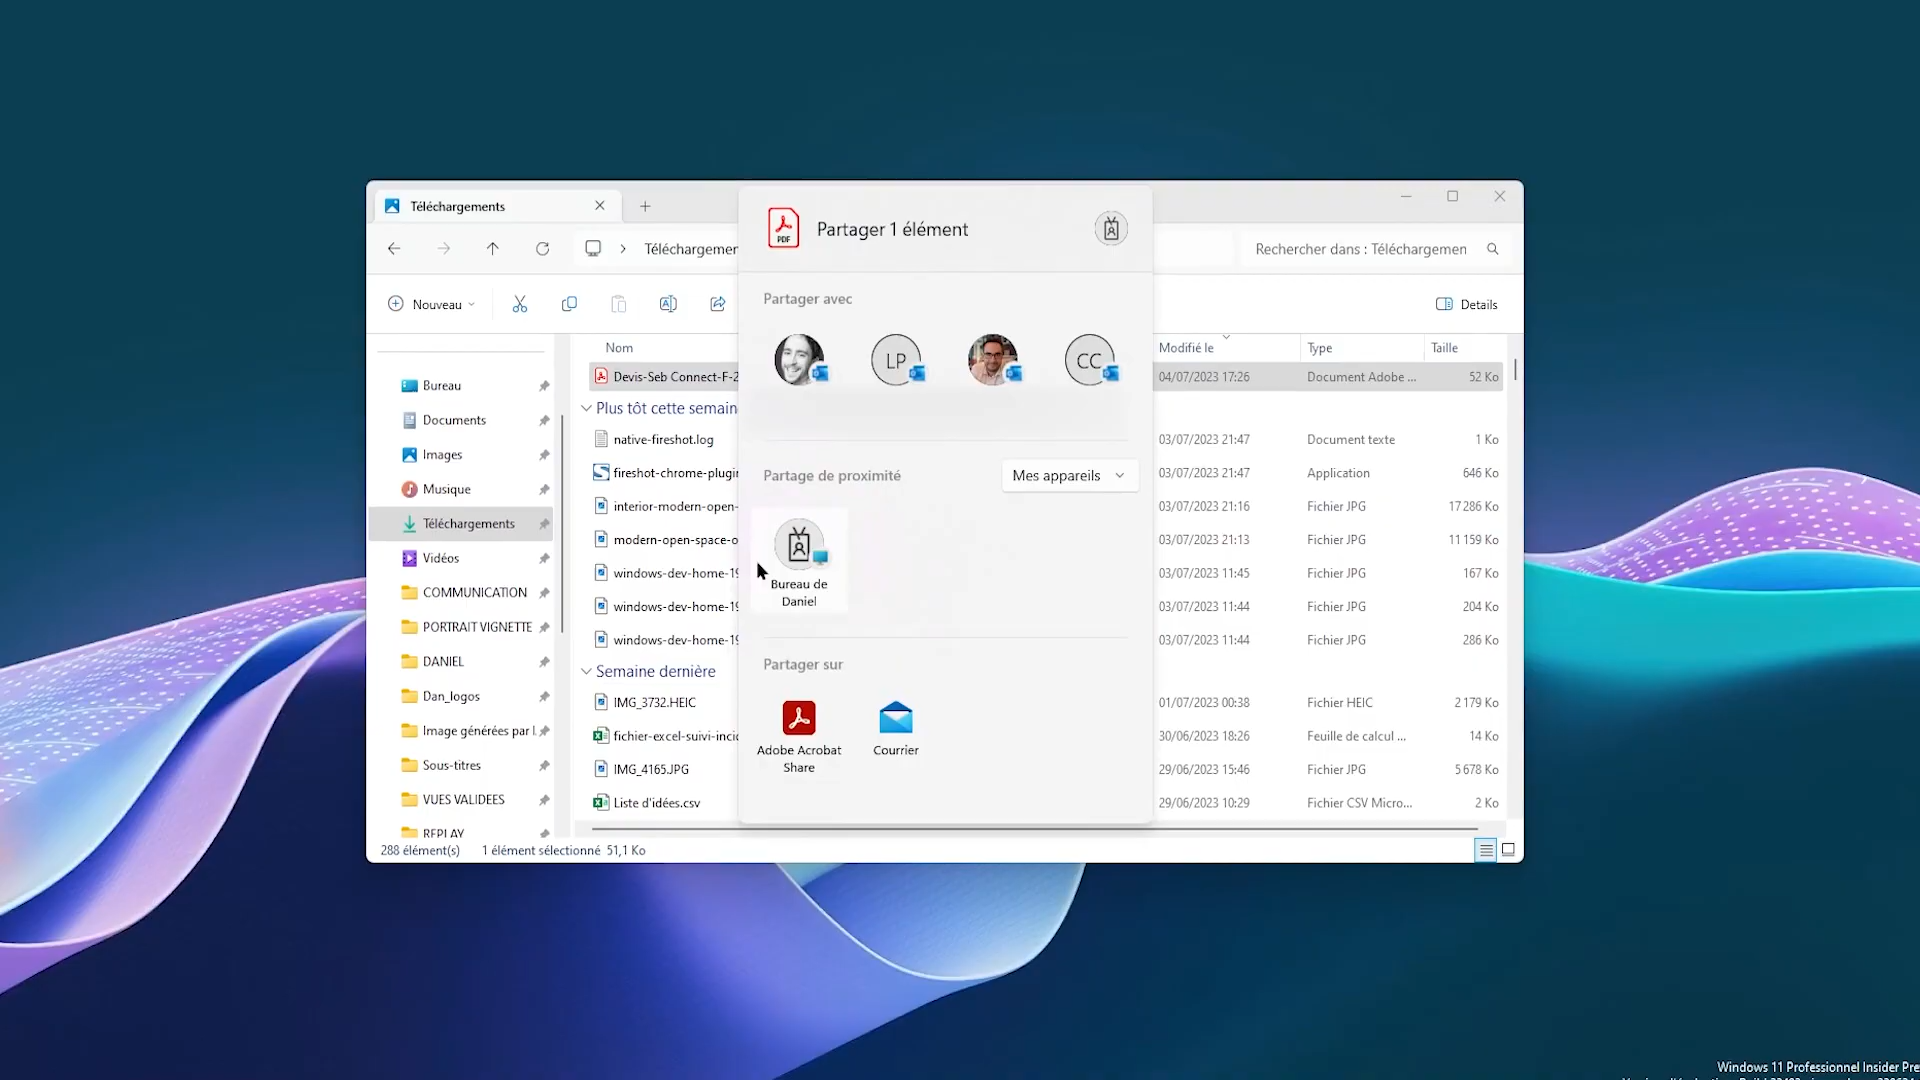 Téléchargements
Téléchargemer
Rechercher dans : Téléchargemen
Nouveau
Details
Bureau
Documents
Images
Musique
Téléchargements
Vidéos
COMMUNICATION
PORTRAIT VIGNETTE
DANIEL
Dan_logos
Image générées par l
Sous-titres
VUES VALIDEES
REPLAY
Nom
Modifié le
Type
Taille
Devis-Seb Connect-F-2
04/07/2023 17:26
Document Adobe ...
52 Ko
Plus tôt cette semain
native-fireshot.log
03/07/2023 21:47
Document texte
1 Ko
fireshot-chrome-plugin
03/07/2023 21:47
Application
646 Ko
interior-modern-open-
03/07/2023 21:16
Fichier JPG
17 286 Ko
modern-open-space-o
03/07/2023 21:13
Fichier JPG
11 159 Ko
windows-dev-home-19
03/07/2023 11:45
Fichier JPG
167 Ko
windows-dev-home-19
03/07/2023 11:44
Fichier JPG
204 Ko
windows-dev-home-19
03/07/2023 11:44
Fichier JPG
286 Ko
Semaine dernière
IMG_3732.HEIC
01/07/2023 00:38
Fichier HEIC
2 179 Ko
fichier-excel-suivi-incid
30/06/2023 18:26
Feuille de calcul ...
14 Ko
IMG_4165.JPG
29/06/2023 15:46
Fichier JPG
5 678 Ko
Liste d'idées.csv
29/06/2023 10:29
Fichier CSV Micro...
2 Ko
288 élément(s)
1 élément sélectionné 51,1 Ko
PDF
Partager 1 élément
Partager avec
LP
CC
Partage de proximité
Mes appareils
Bureau de
Daniel
Partager sur
Adobe Acrobat
Share
Courrier
Windows 11 Professionnel Insider Pre